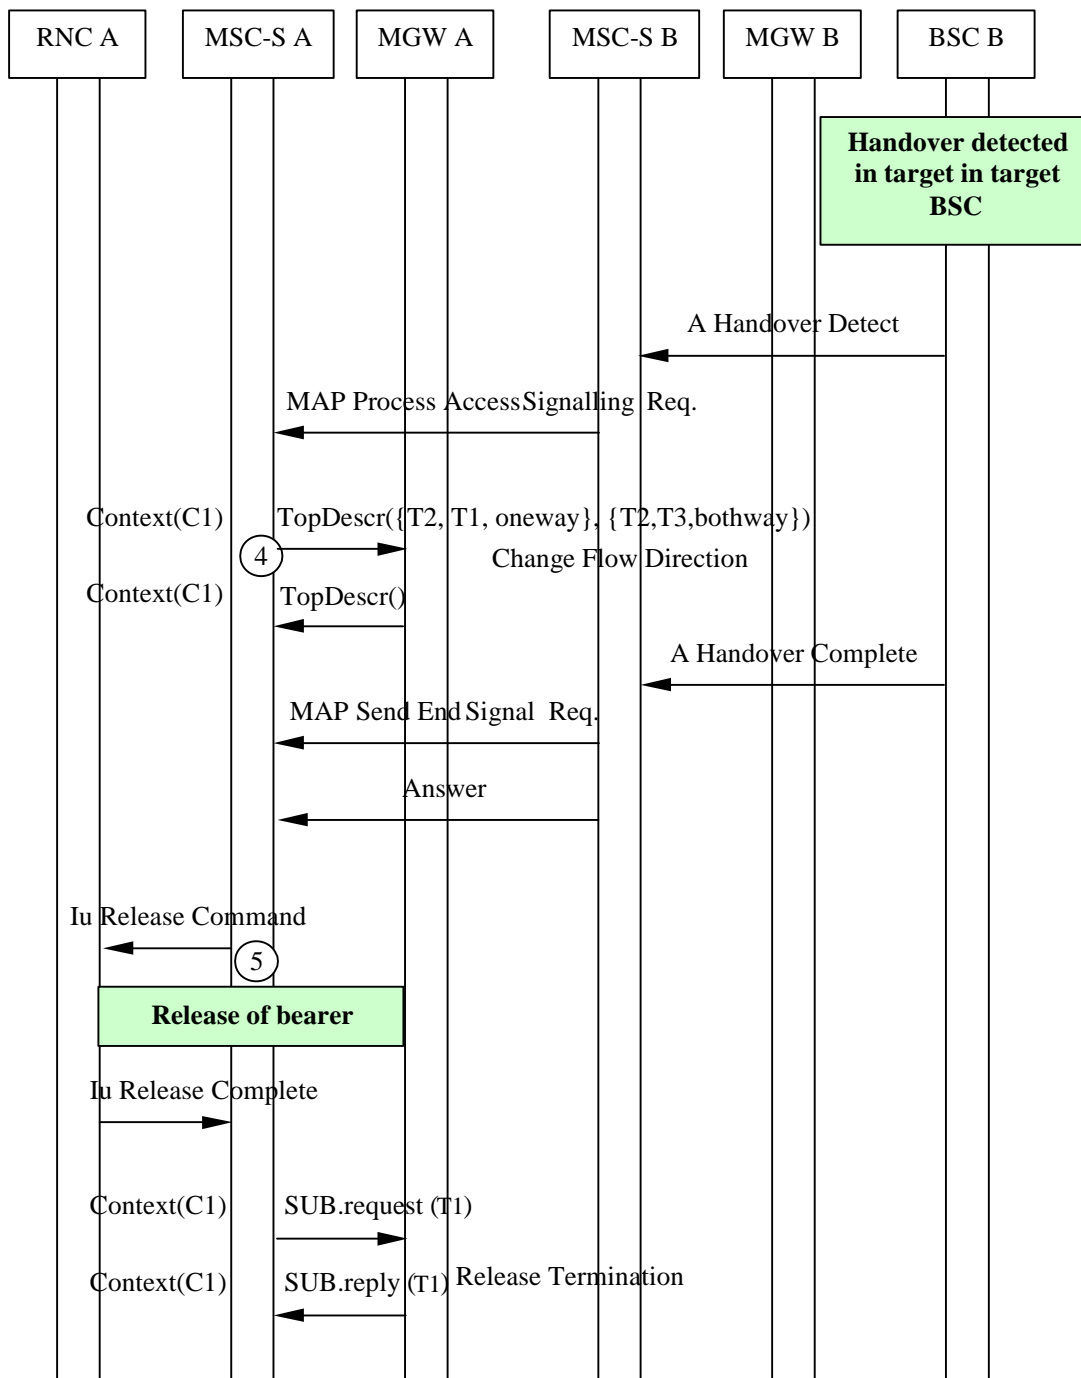 RNC A
MSC-S A
MGW A
MSC-S B
MGW B
BSC B
Handover detected
in target in target
BSC
A Handover Detect
MAP Process Access Signalling Req.
Context(C1)
TopDescr({T2, T1, oneway}, {T2,T3,bothway})
4
Change Flow Direction
Context(C1)
TopDescr()
A Handover Complete
MAP Send End Signal Req.
Answer
Iu Release Command
5
Release of bearer
Iu Release Complete
Context(C1)
SUB.request (T1)
Context(C1)
SUB.reply (T1)
Release Termination